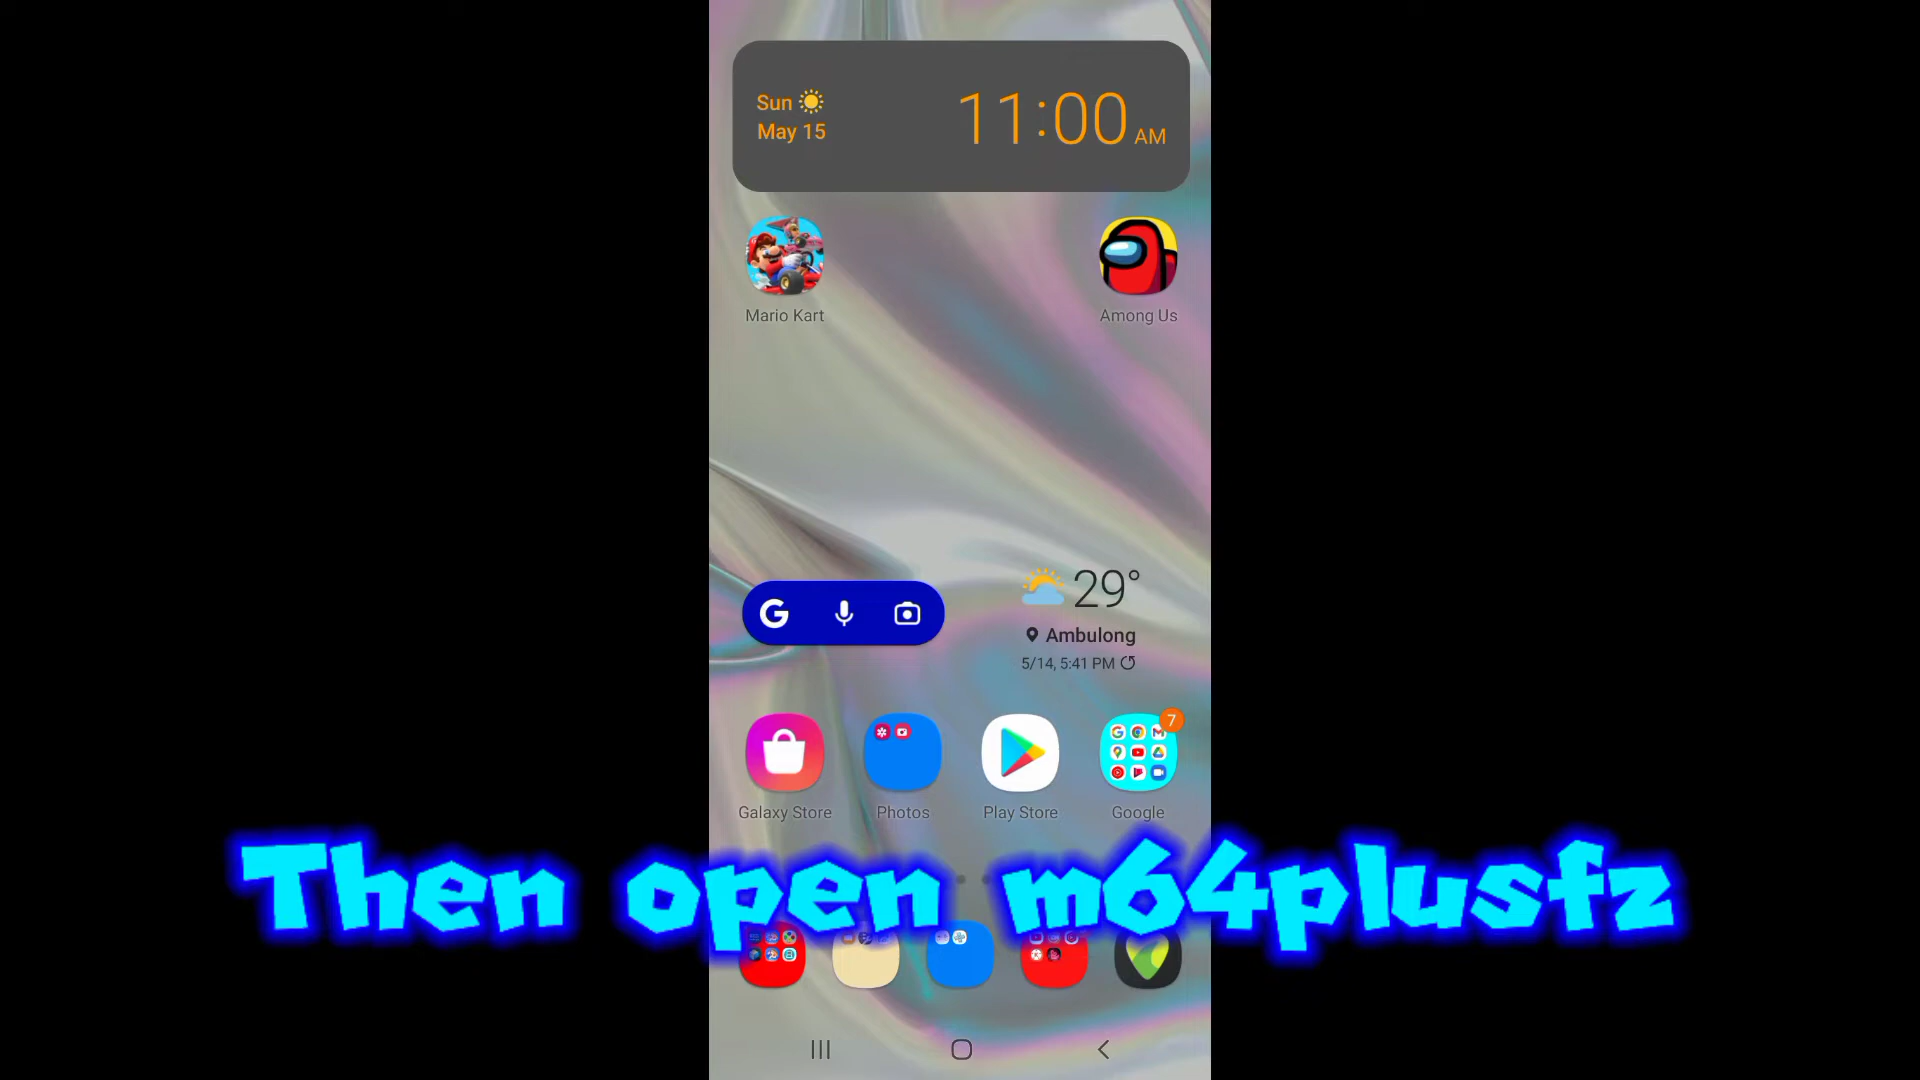 Sun
May 15
11:00 AM
Mario Kart
Among Us
G
29°
Ambulong
5/14, 5:41 PM
7
Galaxy Store
Photos
Play Store
Google
Then open m64plusfz